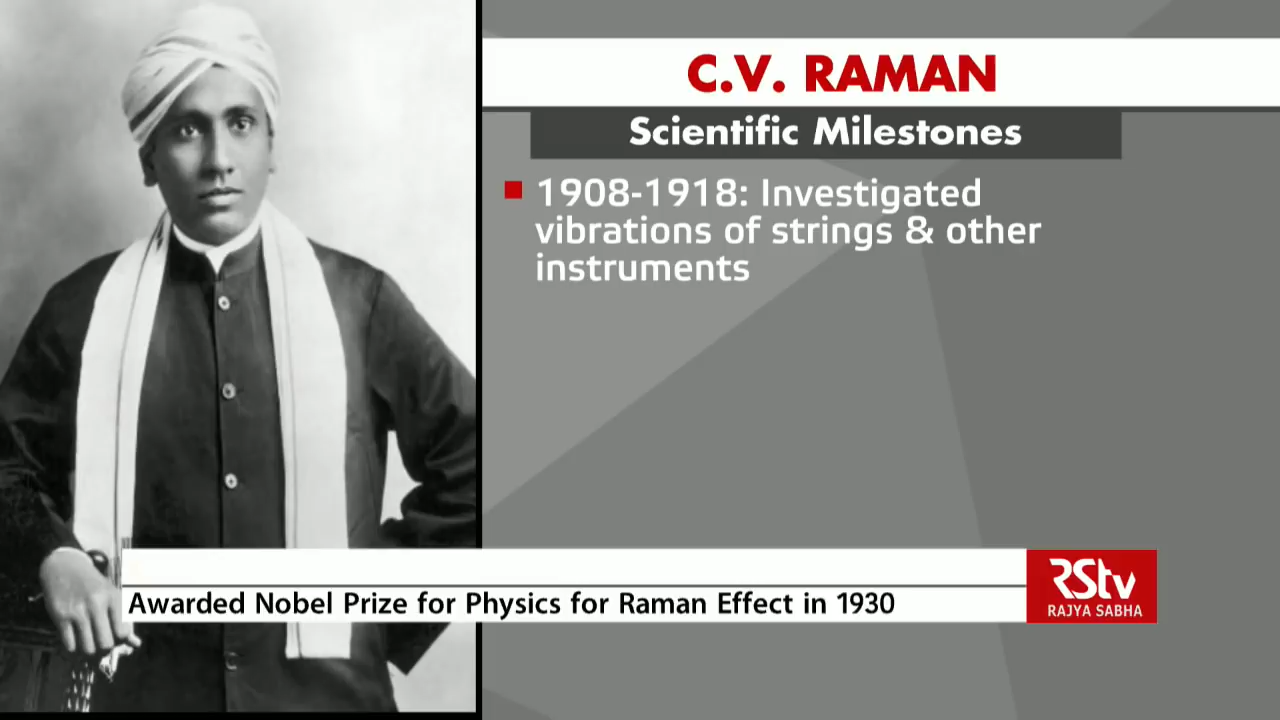 C.V. RAMAN
Scientific Milestones
1908-1918: Investigated
vibrations of strings & other
instruments
Awarded Nobel Prize for Physics for Raman Effect in 1930
RStv
RAJYA SABHA